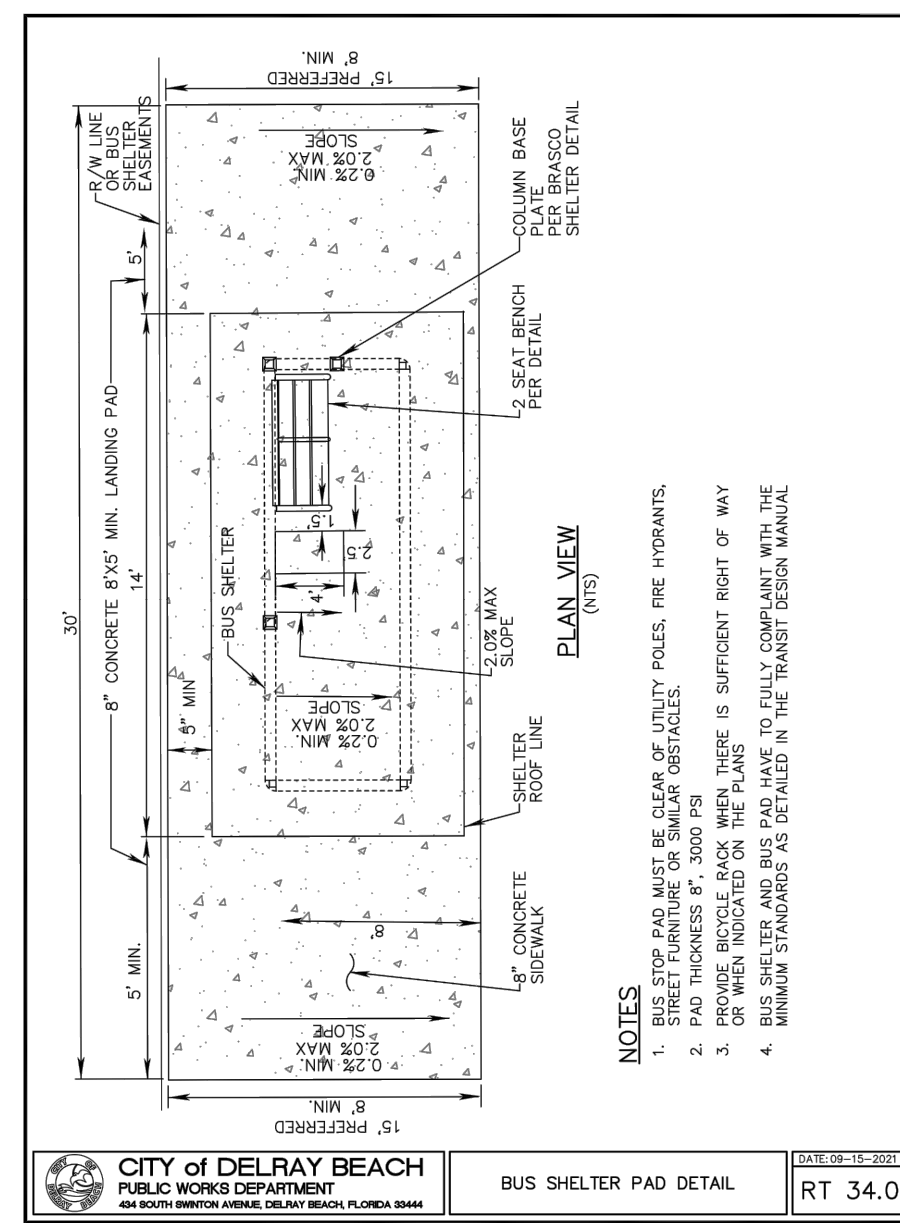 15' PREFERRED
8' MIN.
R/W LINE
OR BUS
SHELTER
EASEMENTS
0.2% MIN.
2.0% MAX
SLOPE
COLUMN BASE
PLATE
PER BRASCO
SHELTER DETAIL
5'
30'
8" CONCRETE 8'X5' MIN. LANDING PAD
14'
2 SEAT BENCH
PER DETAIL
1.5'
2.5'
4'
BUS SHELTER
2.0% MAX
SLOPE
5" MIN
0.2% MIN.
2.0% MAX
SLOPE
SHELTER
ROOF LINE
5' MIN.
8'
8" CONCRETE
SIDEWALK
0.2% MIN.
2.0% MAX
SLOPE
8' MIN.
15' PREFERRED
PLAN VIEW
(NTS)
NOTES
1. BUS STOP PAD MUST BE CLEAR OF UTILITY POLES, FIRE HYDRANTS,
STREET FURNITURE OR SIMILAR OBSTACLES.
2. PAD THICKNESS 8", 3000 PSI
3. PROVIDE BICYCLE RACK WHEN THERE IS SUFFICIENT RIGHT OF WAY
OR WHEN INDICATED ON THE PLANS
4. BUS SHELTER AND BUS PAD HAVE TO FULLY COMPLAINT WITH THE
MINIMUM STANDARDS AS DETAILED IN THE TRANSIT DESIGN MANUAL
CITY OF
DELRAY BEACH
CITY of DELRAY BEACH
PUBLIC WORKS DEPARTMENT
434 SOUTH SWINTON AVENUE, DELRAY BEACH, FLORIDA 33444
BUS SHELTER PAD DETAIL
DATE: 09-15-2021
RT 34.0